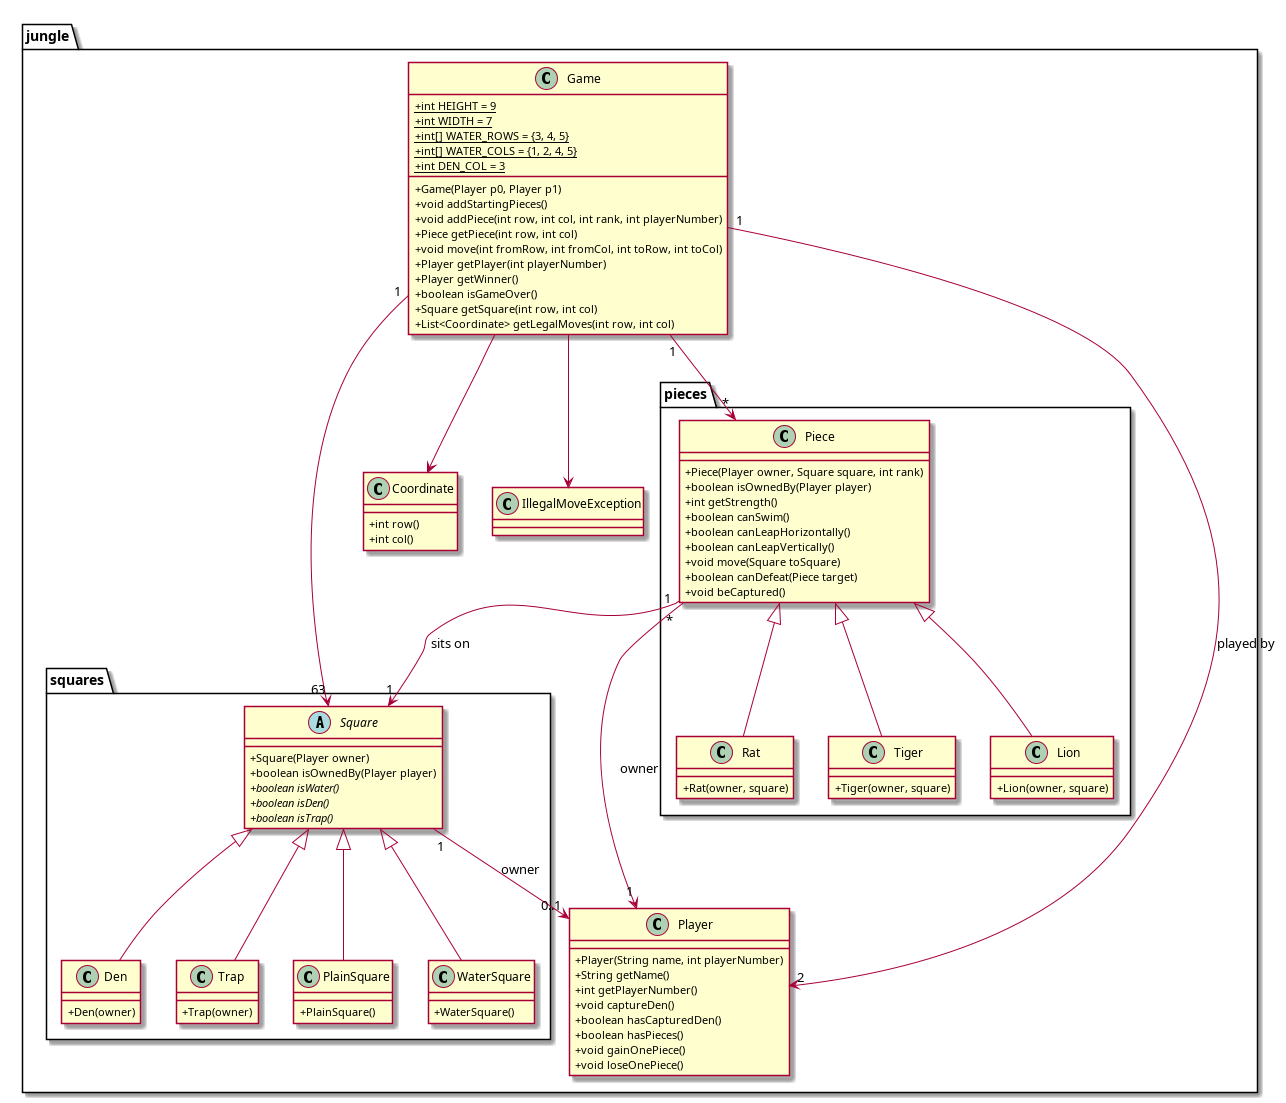 jungle
Game
+int HEIGHT = 9
+int WIDTH = 7
+int[] WATER_ROWS = {3, 4, 5}
+int[] WATER_COLS = {1, 2, 4, 5}
+int DEN_COL = 3
+Game(Player p0, Player p1)
+void addStartingPieces()
+void addPiece(int row, int col, int rank, int playerNumber)
+Piece getPiece(int row, int col)
+void move(int fromRow, int fromCol, int toRow, int toCol)
+Player getPlayer(int playerNumber)
+Player getWinner()
+boolean isGameOver()
+Square getSquare(int row, int col)
+List<Coordinate> getLegalMoves(int row, int col)
1
1
1
*
pieces
Piece
+Piece(Player owner, Square square, int rank)
+boolean isOwnedBy(Player player)
+int getStrength()
+boolean canSwim()
+boolean canLeapHorizontally()
+boolean canLeapVertically()
+void move(Square toSquare)
+boolean canDefeat(Piece target)
+void beCaptured()
Coordinate
+int row()
+int col()
IllegalMoveException
1
*
sits on
played by
squares
63
1
Square
+Square(Player owner)
+boolean isOwnedBy(Player player)
+boolean isWater()
+boolean isDen()
+boolean isTrap()
owner
Rat
+Rat(owner, square)
Tiger
+Tiger(owner, square)
Lion
+Lion(owner, square)
1
owner
0..1
1
2
Den
+Den(owner)
Trap
+Trap(owner)
PlainSquare
+PlainSquare()
WaterSquare
+WaterSquare()
Player
+Player(String name, int playerNumber)
+String getName()
+int getPlayerNumber()
+void captureDen()
+boolean hasCapturedDen()
+boolean hasPieces()
+void gainOnePiece()
+void loseOnePiece()